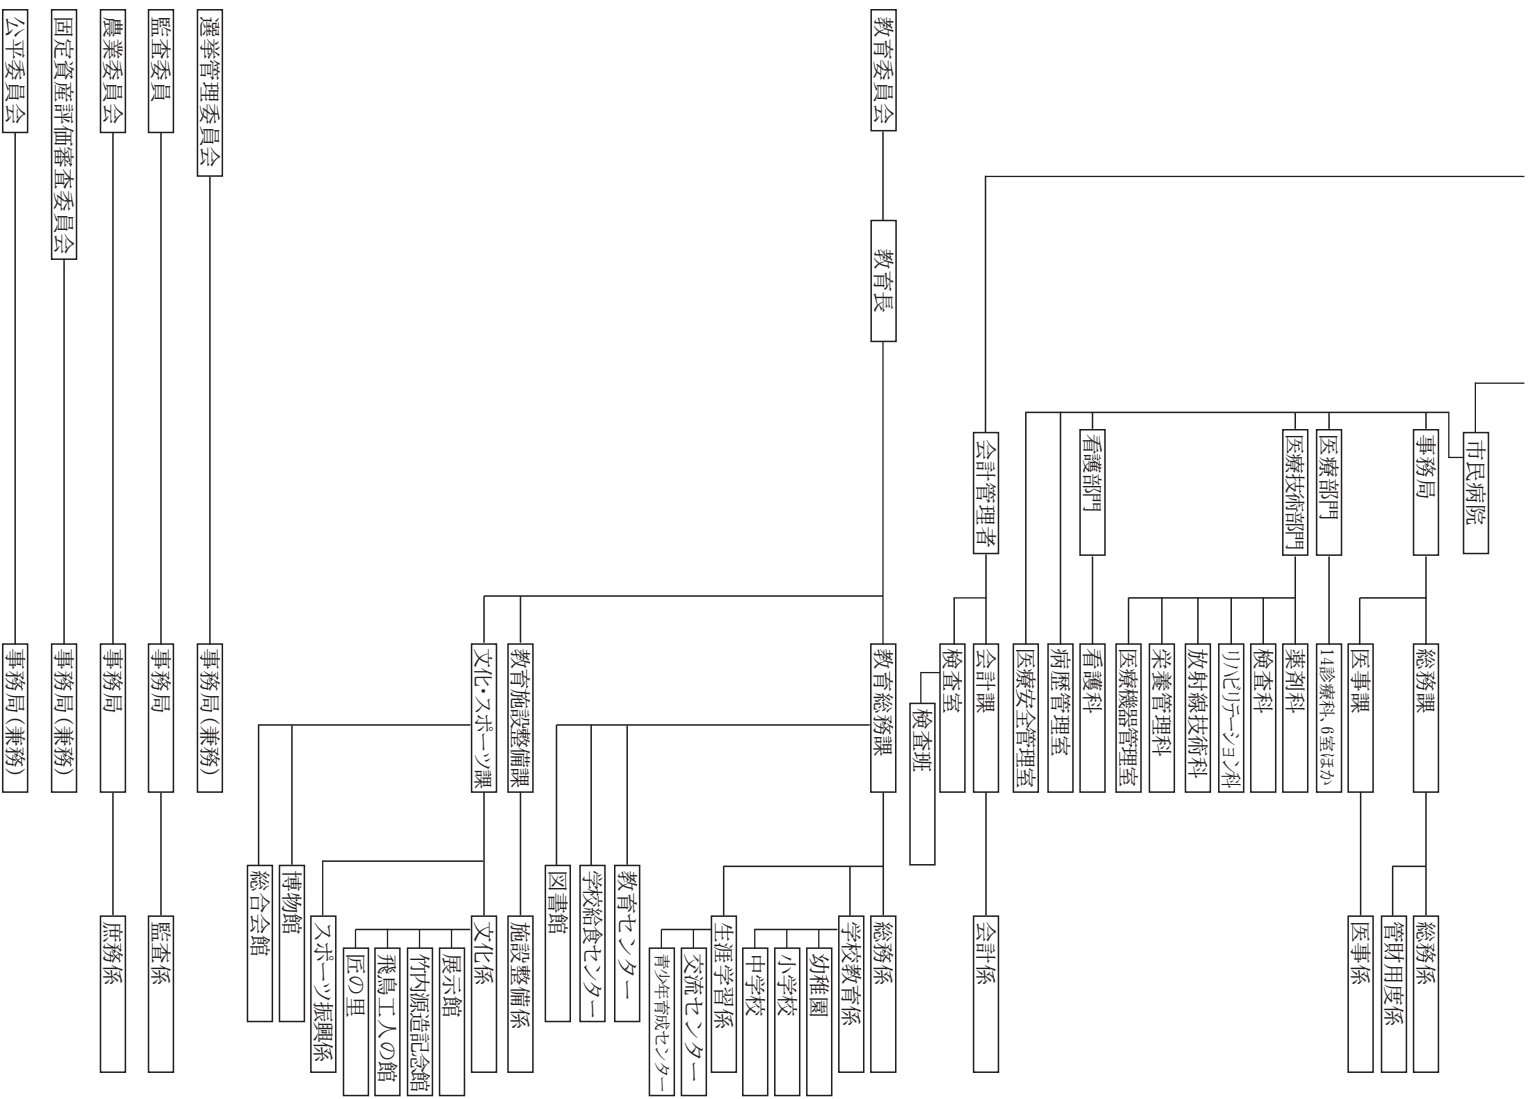 市民病院
事務局
総務課
総務係
管財用度係
医事課
医事係
医療部門
14診療科、6室ほか
医療技術部門
薬剤科
検査科
リハビリテーション科
放射線技術科
栄養管理科
医療機器管理室
看護部門
看護科
病歴管理室
医療安全管理室
会計管理者
会計課
会計係
検査室
検査班
教育委員会
教育長
教育総務課
総務係
学校教育係
幼稚園
小学校
中学校
生涯学習係
交流センター
青少年育成センター
教育センター
学校給食センター
図書館
教育施設整備課
施設整備係
文化・スポーツ課
文化係
展示館
竹内源造記念館
飛鳥工人の館
匠の里
スポーツ振興係
博物館
総合会館
選挙管理委員会
事務局（兼務）
監査委員
事務局
監査係
農業委員会
事務局
庶務係
固定資産評価審査委員会
事務局（兼務）
公平委員会
事務局（兼務）